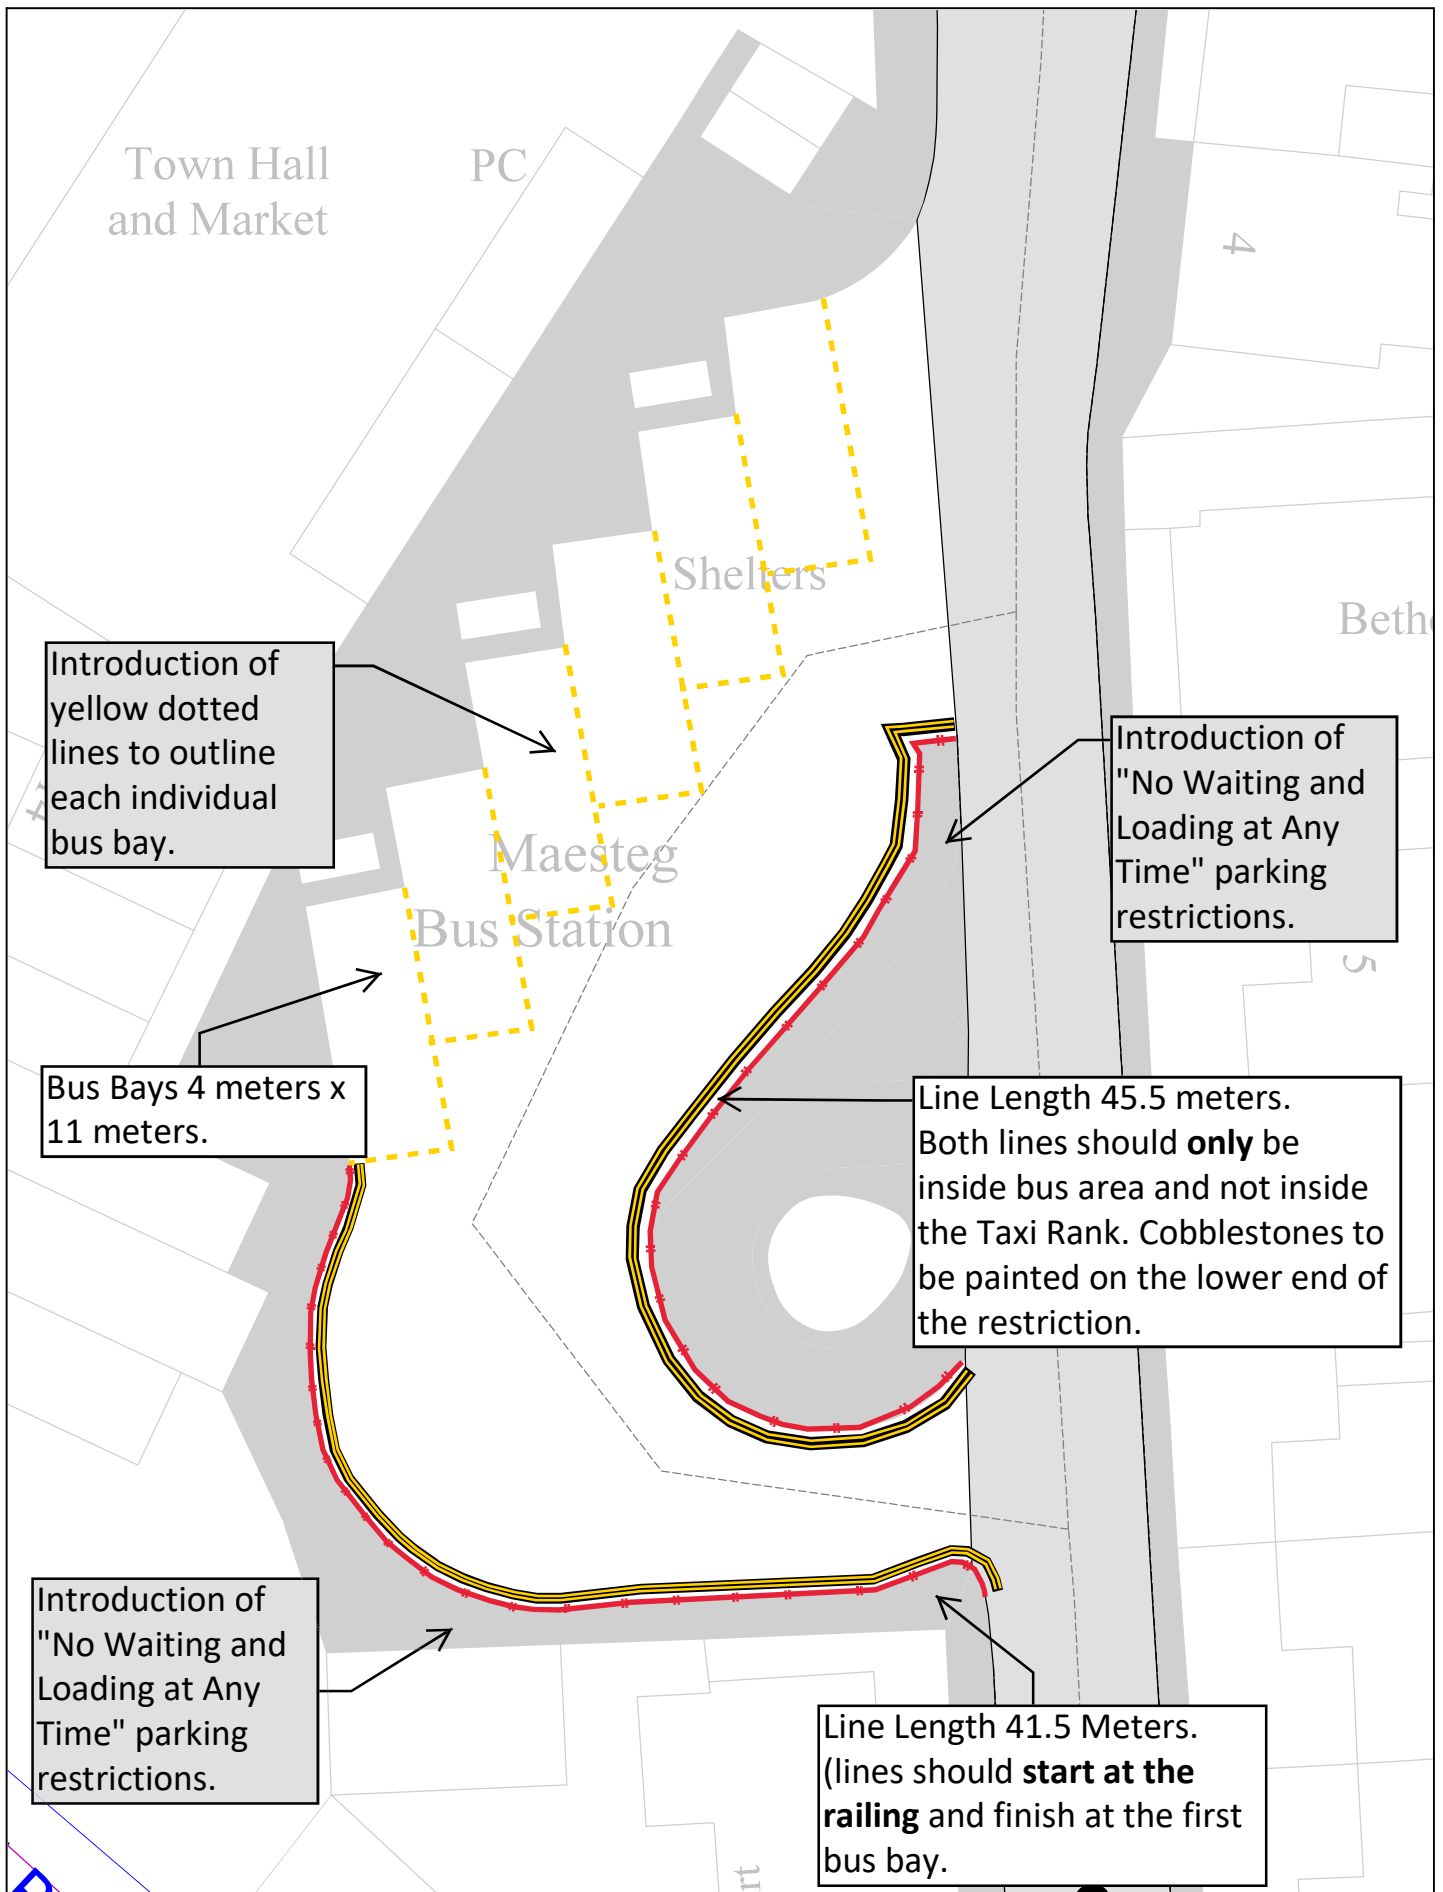 Town Hall
and Market
PC
4
Shelters
Introduction of
yellow dotted
lines to outline
each individual
bus bay.
14
Maesteg
Bus Station
Introduction of
"No Waiting and
Loading at Any
Time" parking
restrictions.
5
Bus Bays 4 meters x
11 meters.
Line Length 45.5 meters.
Both lines should only be
inside bus area and not inside
the Taxi Rank. Cobblestones to
be painted on the lower end of
the restriction.
Introduction of
"No Waiting and
Loading at Any
Time" parking
restrictions.
Line Length 41.5 Meters.
(lines should start at the
railing and finish at the first
bus bay.